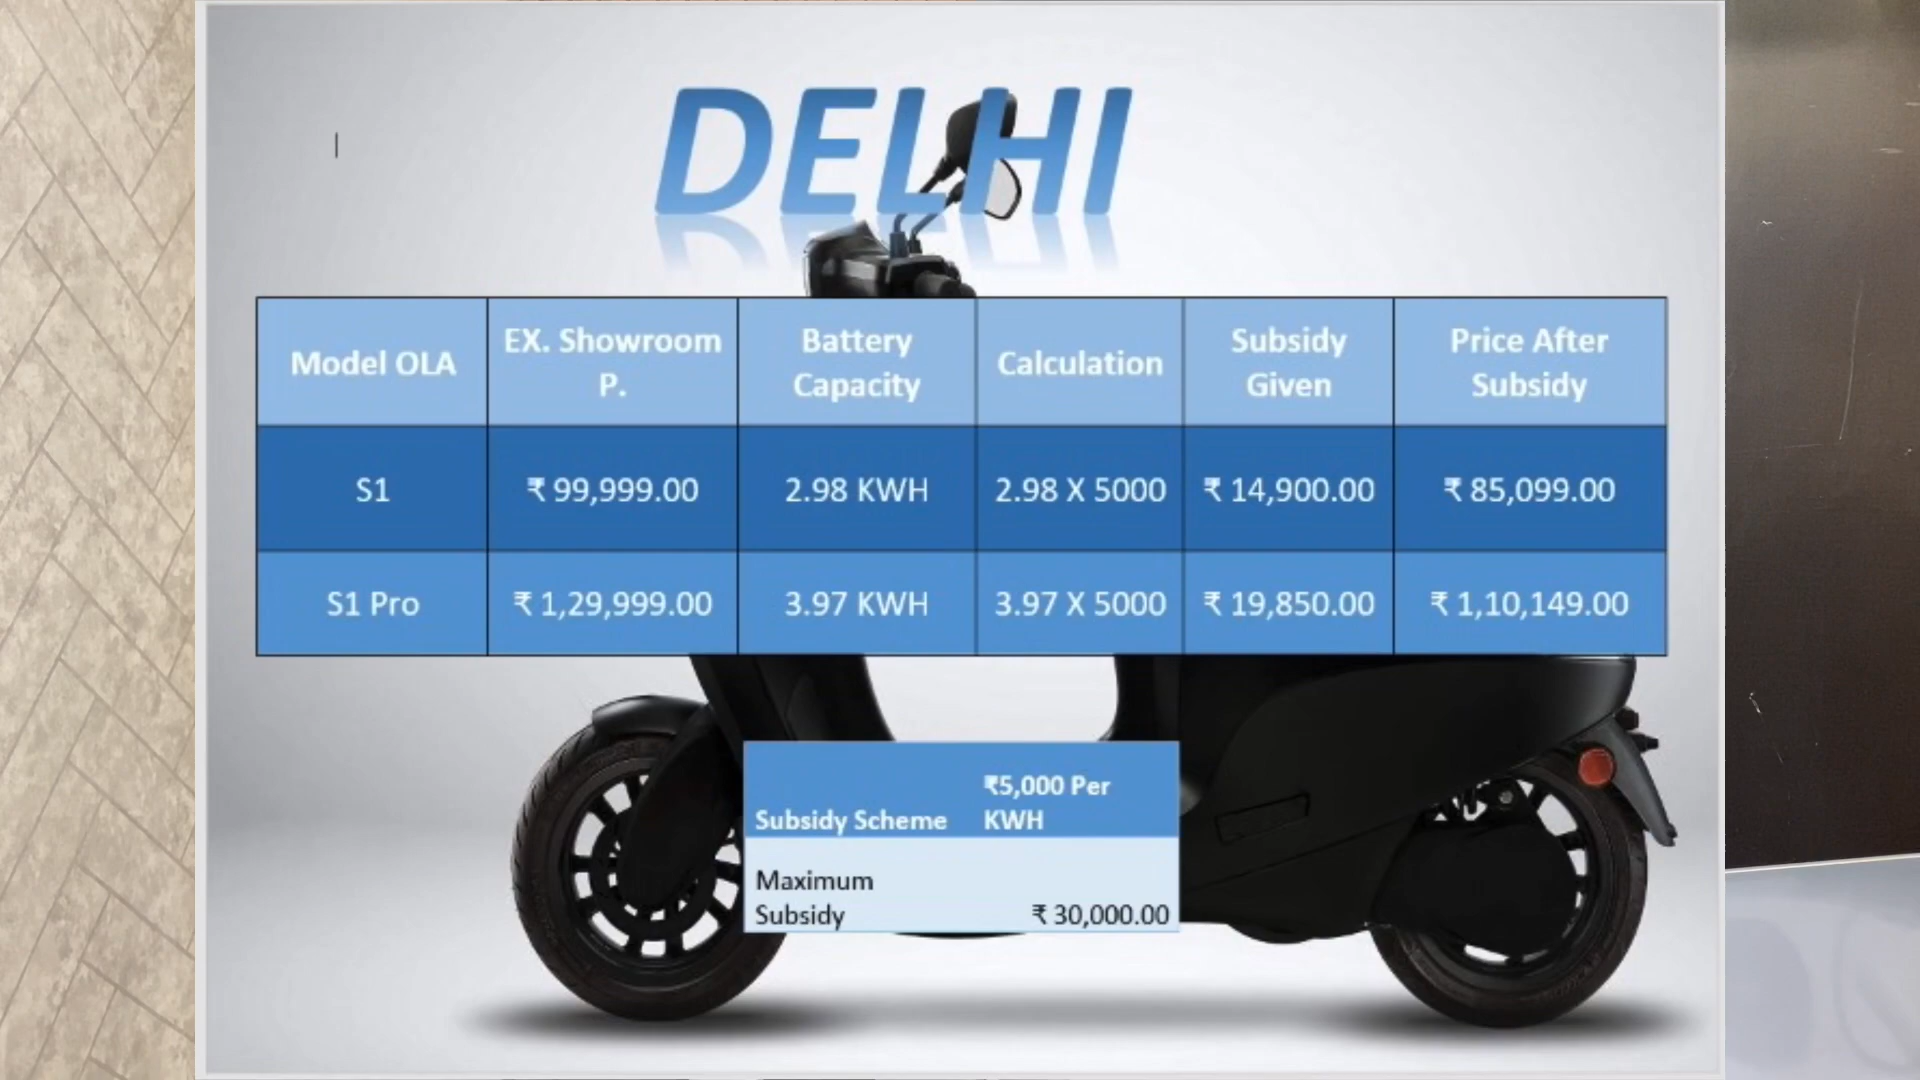 DELHI
Model OLA
EX. Showroom
P.
Battery
Capacity
Calculation
Subsidy
Given
Price After
Subsidy
S1
₹ 99,999.00
2.98 KWH
2.98 X 5000
₹ 14,900.00
₹ 85,099.00
S1 Pro
₹ 1,29,999.00
3.97 KWH
3.97 X 5000
₹ 19,850.00
₹ 1,10,149.00
Subsidy Scheme
₹5,000 Per
KWH
Maximum
Subsidy
₹ 30,000.00